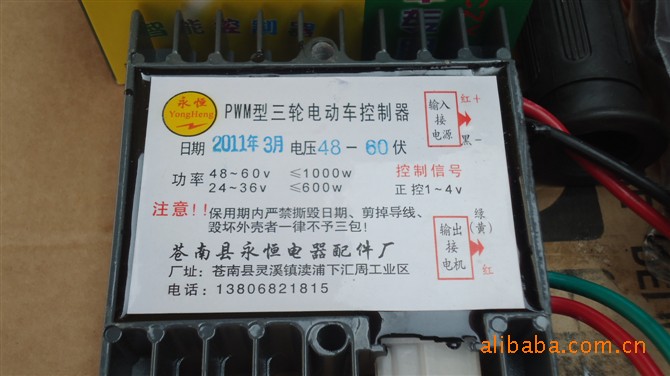 智能控制器
永恒
YongHeng
PWM型三轮电动车控制器
日期 2011年3月 电压48-60伏
功率 48~60v ≤1000w
24~36v ≤600w
控制信号
正控1~4v
输入接电源
红+
黑-
注意!!保用期内严禁撕毁日期、剪掉导线、
毁坏外壳者一律不予三包!
苍南县永恒电器配件厂
厂址:苍南县灵溪镇渎浦下汇周工业区
电话:13806821815
输出接电机
绿
(黄)
红
alibaba.com.cn